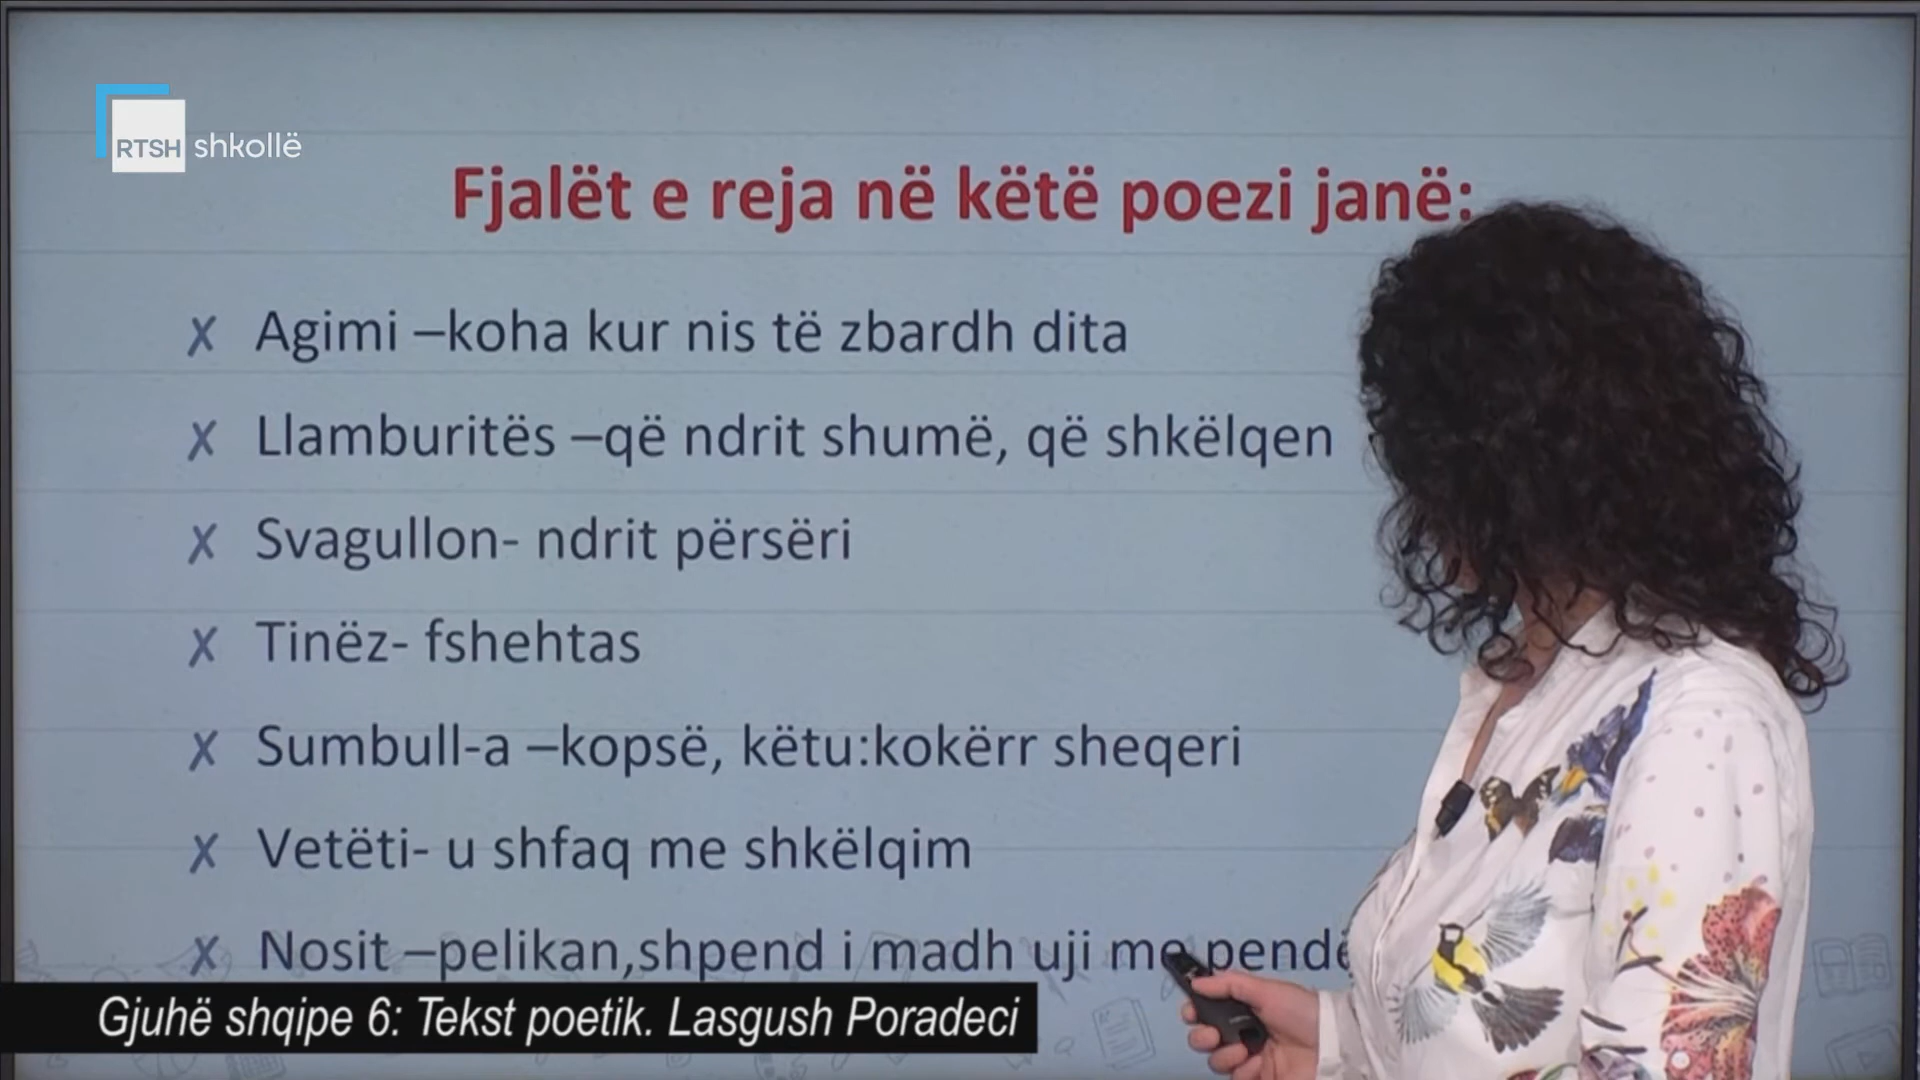 RTSH shkollë
Fjalët e reja në këtë poezi janë:
✗ Agimi –koha kur nis të zbardh dita
✗ Llamburitës –që ndrit shumë, që shkëlqen
✗ Svagullon- ndrit përsëri
✗ Tinëz- fshehtas
✗ Sumbull-a –kopsë, këtu:kokërr sheqeri
✗ Vetëti- u shfaq me shkëlqim
✗ Nosit –pelikan,shpend i madh uji me
Gjuhë shqipe 6: Tekst poetik. Lasgush Poradeci